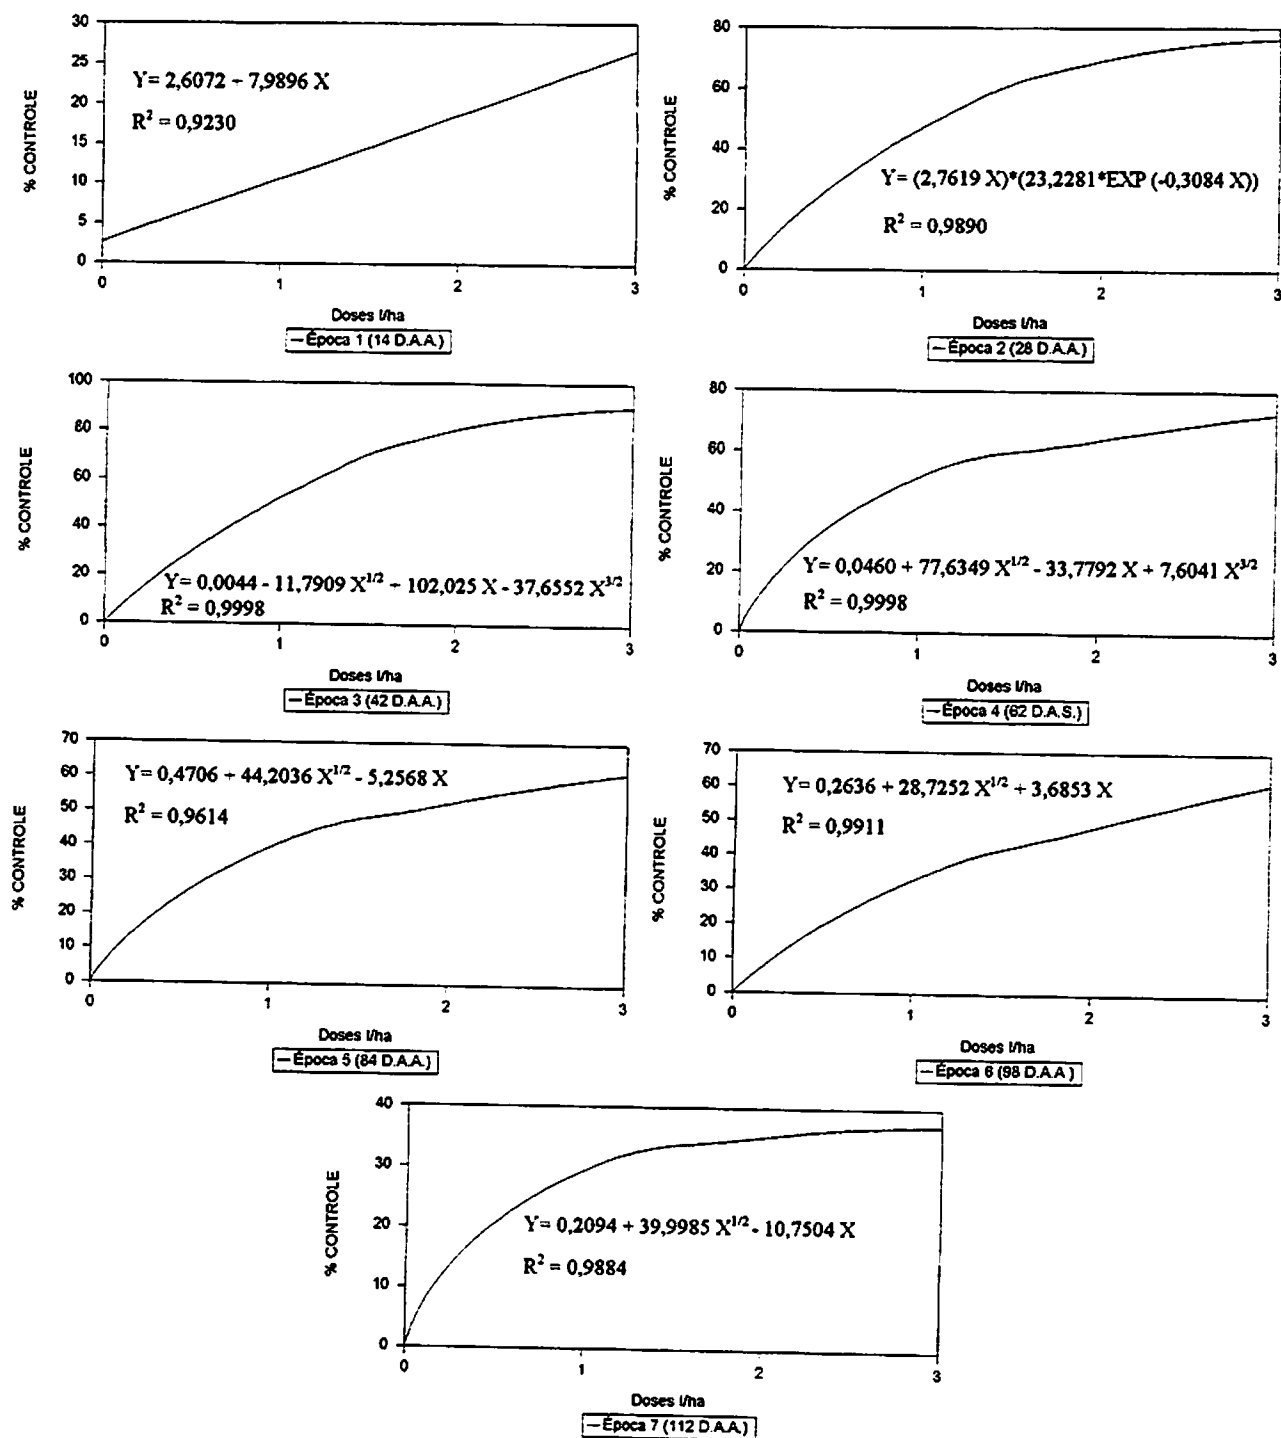 % CONTROLE
30
25
20
15
10
5
0
Y= 2,6072 + 7,9896 X
R² = 0,9230
0 1 2 3
Doses l/ha
Época 1 (14 D.A.A.)
% CONTROLE
80
60
40
20
0
Y= (2,7619 X)*(23,2281*EXP (-0,3084 X))
R² = 0,9890
0 1 2 3
Doses l/ha
Época 2 (28 D.A.A.)
% CONTROLE
100
80
60
40
20
0
Y= 0,0044 - 11,7909 X^1/2 + 102,025 X - 37,6552 X^3/2
R² = 0,9998
0 1 2 3
Doses l/ha
Época 3 (42 D.A.A.)
% CONTROLE
80
60
40
20
0
Y= 0,0460 + 77,6349 X^1/2 - 33,7792 X + 7,6041 X^3/2
R² = 0,9998
0 1 2 3
Doses l/ha
Época 4 (62 D.A.S.)
% CONTROLE
70
60
50
40
30
20
10
0
Y= 0,4706 + 44,2036 X^1/2 - 5,2568 X
R² = 0,9614
0 1 2 3
Doses l/ha
Época 5 (84 D.A.A.)
% CONTROLE
70
60
50
40
30
20
10
0
Y= 0,2636 + 28,7252 X^1/2 + 3,6853 X
R² = 0,9911
0 1 2 3
Doses l/ha
Época 6 (98 D.A.A )
% CONTROLE
40
30
20
10
0
Y= 0,2094 + 39,9985 X^1/2 - 10,7504 X
R² = 0,9884
0 1 2 3
Doses l/ha
Época 7 (112 D.A.A.)